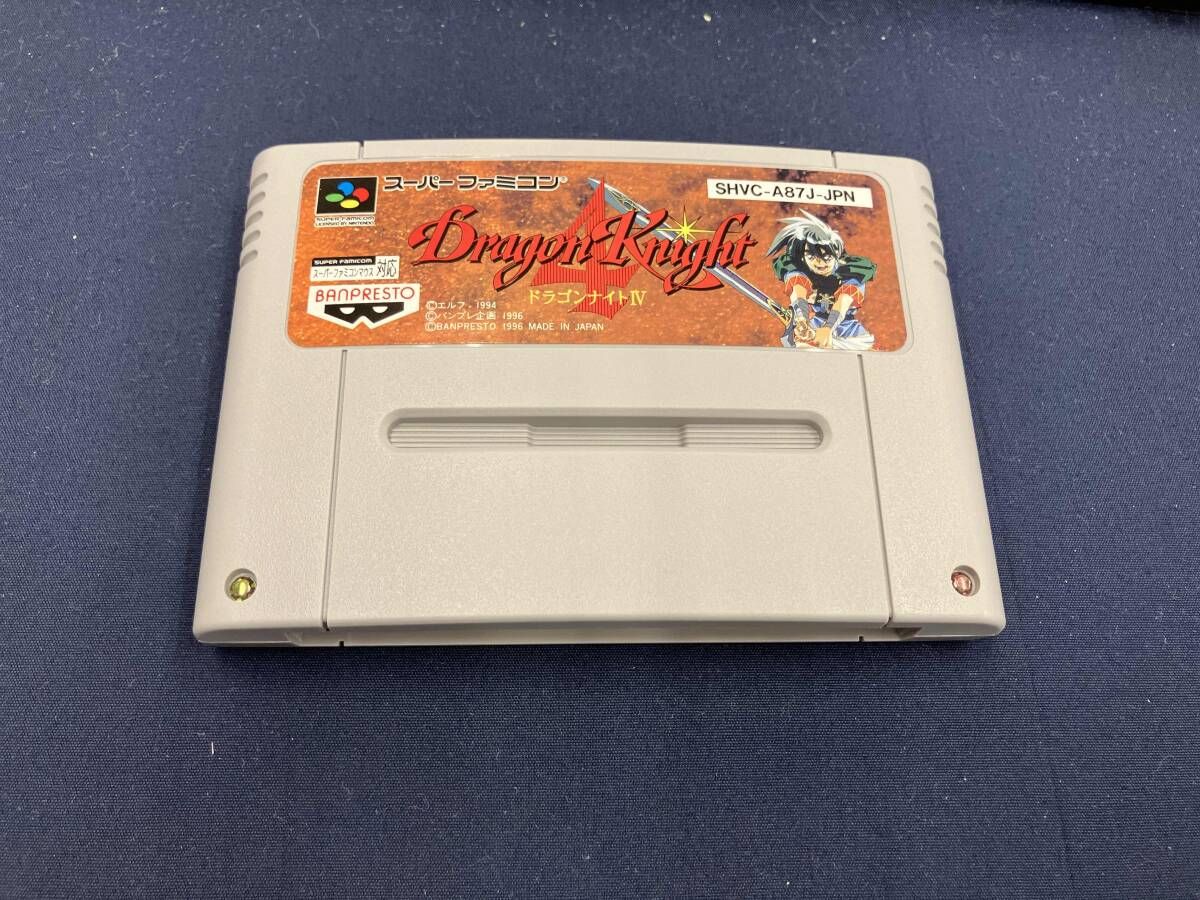 スーパーファミコン®
SHVC-A87J-JPN
SUPER FAMICOM
LICENSED BY NINTENDO
SUPER FAMICOM
スーパーファミコンマウス 対応
BANPRESTO
Dragon Knight
4
ドラゴンナイトⅣ
©エルフ. 1994
©バンプレ企画 1996
©BANPRESTO 1996 MADE IN JAPAN